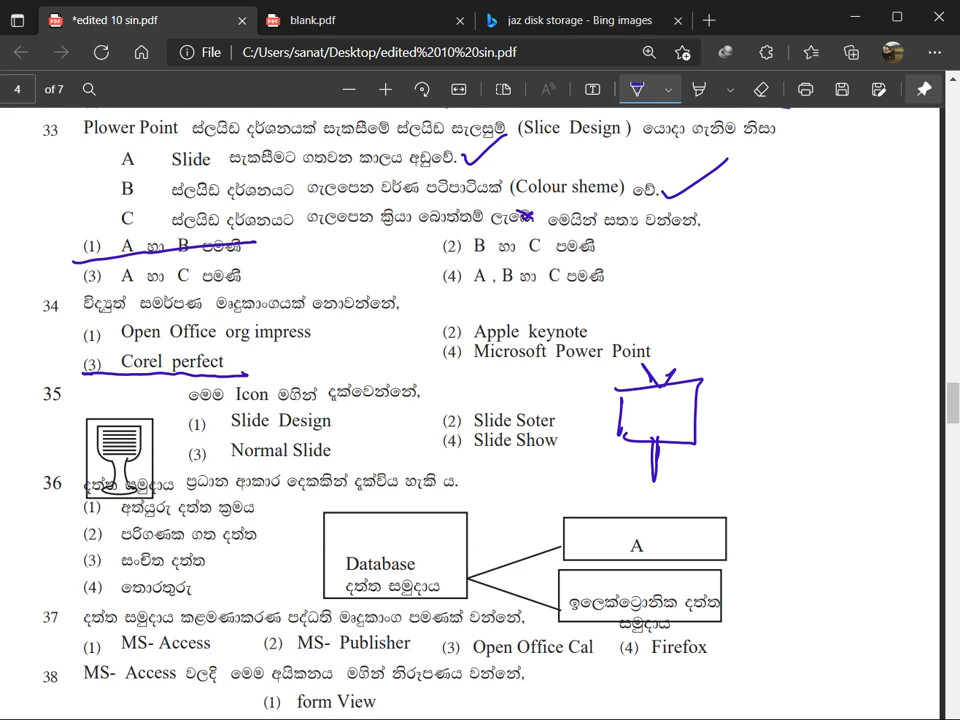 *edited 10 sin.pdf
blank.pdf
jaz disk storage - Bing images
File C:/Users/sanat/Desktop/edited%2010%20sin.pdf
4 of 7
33 Plower Point ස්ලයිඩ දර්ශනයක් සැකසීමේ ස්ලයිඩ සැලසුම් (Slice Design ) යොදා ගැනිම නිසා
A Slide සැකසීමට ගතවන කාලය අඩුවේ.
B ස්ලයිඩ දර්ශනයට ගැලපෙන වර්ණ පටිපාටියක් (Colour sheme) වේ.
C ස්ලයිඩ දර්ශනයට ගැලපෙන ක්‍රියා බොත්තම් මෙයින් සත්‍ය වන්නේ,
(1) A හා B පමණී (2) B හා C පමණී
(3) A හා C පමණී (4) A , B හා C පමණී
34 විද්‍යුත් සමර්පණ මෘදුකාංගයක් නොවන්නේ,
(1) Open Office org impress (2) Apple keynote
(3) Corel perfect (4) Microsoft Power Point
35 මෙම Icon මගින් දැක්වෙන්නේ,
(1) Slide Design (2) Slide Soter
(3) Normal Slide (4) Slide Show
36 දත්ත සමුදාය ප්‍රධාන ආකාර දෙකකින් දැක්විය හැකි ය.
(1) අත්යුරු දත්ත ක්‍රමය
(2) පරිගණක ගත දත්ත
(3) සංචිත දත්ත
(4) තොරතුරු
Database
දත්ත සමුදාය
A
ඉලෙක්ට්‍රොනික දත්ත
සමුදාය
37 දත්ත සමුදාය කළමණාකරණ පද්ධති මෘදුකාංග පමණක් වන්නේ,
(1) MS- Access (2) MS- Publisher (3) Open Office Cal (4) Firefox
38 MS- Access වලදි මෙම අයිකනය මගින් නිරූපණය වන්නේ,
(1) form View